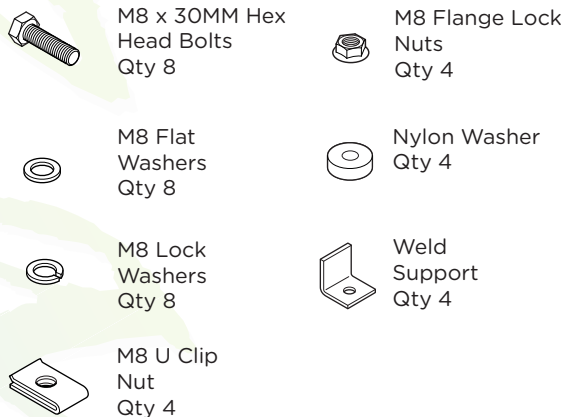 M8 x 30MM Hex
Head Bolts
Qty 8
M8 Flat
Washers
Qty 8
M8 Lock
Washers
Qty 8
M8 U Clip
Nut
Qty 4
M8 Flange Lock
Nuts
Qty 4
Nylon Washer
Qty 4
Weld
Support
Qty 4